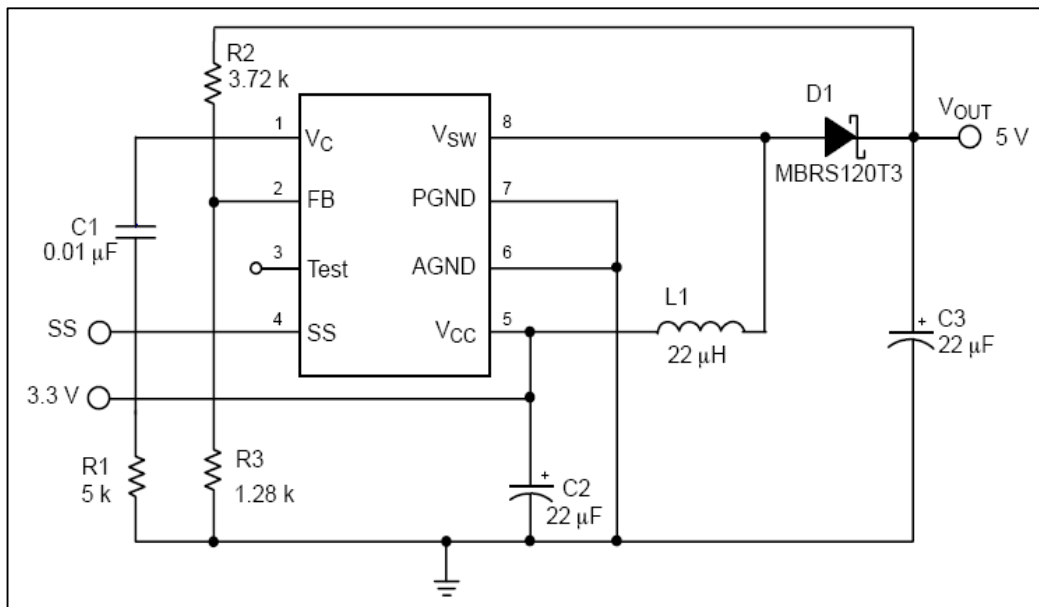 R2
3.72 k
D1
V_OUT
5 V
MBRS120T3
1
V_C
V_SW
8
2
FB
PGND
7
C1
0.01 μF
3
Test
AGND
6
L1
22 μH
SS
4
SS
V_CC
5
C3
+
22 μF
3.3 V
R1
5 k
R3
1.28 k
+
C2
22 μF